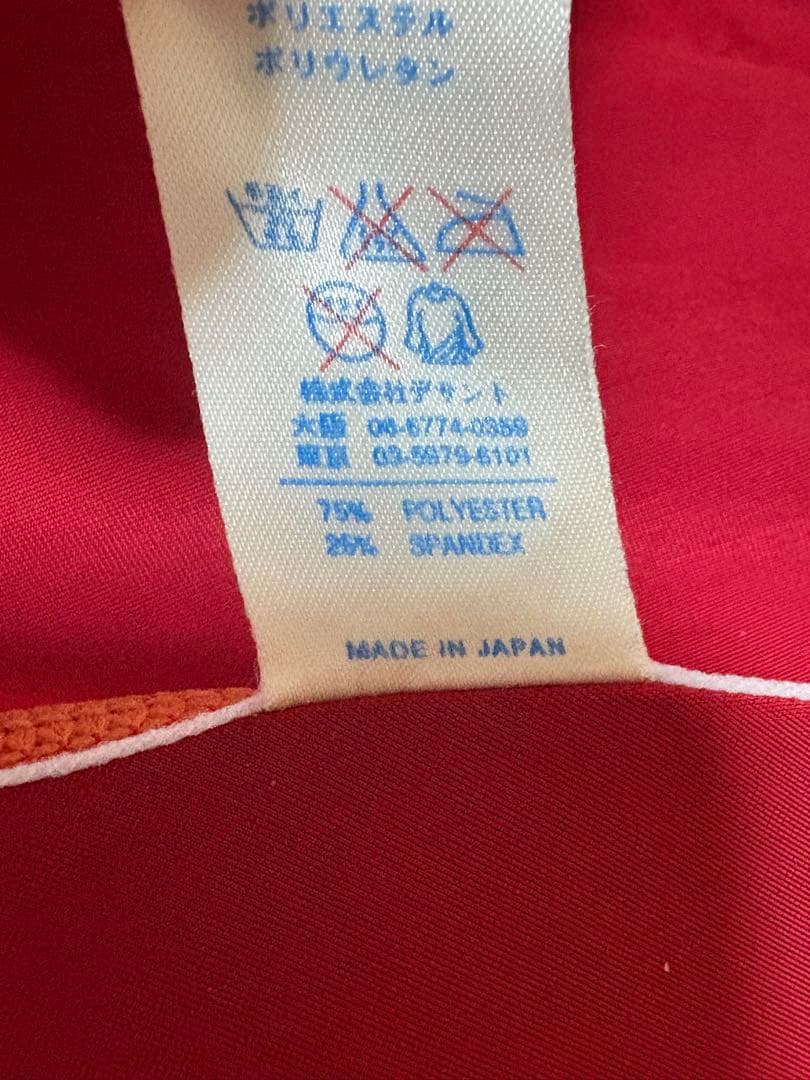 ポリエステル
ポリウレタン
株式会社デサント
大阪 06-6774-0359
東京 03-5979-6101
75% POLYESTER
25% SPANDEX
MADE IN JAPAN